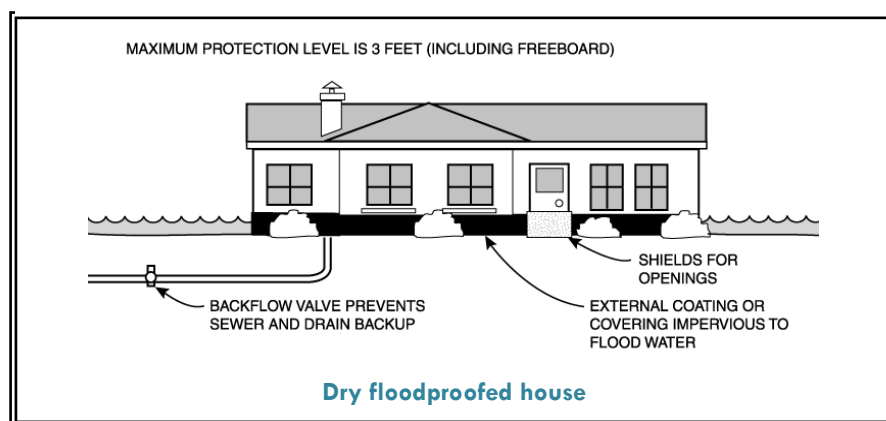 MAXIMUM PROTECTION LEVEL IS 3 FEET (INCLUDING FREEBOARD)
SHIELDS FOR
OPENINGS
BACKFLOW VALVE PREVENTS
SEWER AND DRAIN BACKUP
EXTERNAL COATING OR
COVERING IMPERVIOUS TO
FLOOD WATER
Dry floodproofed house